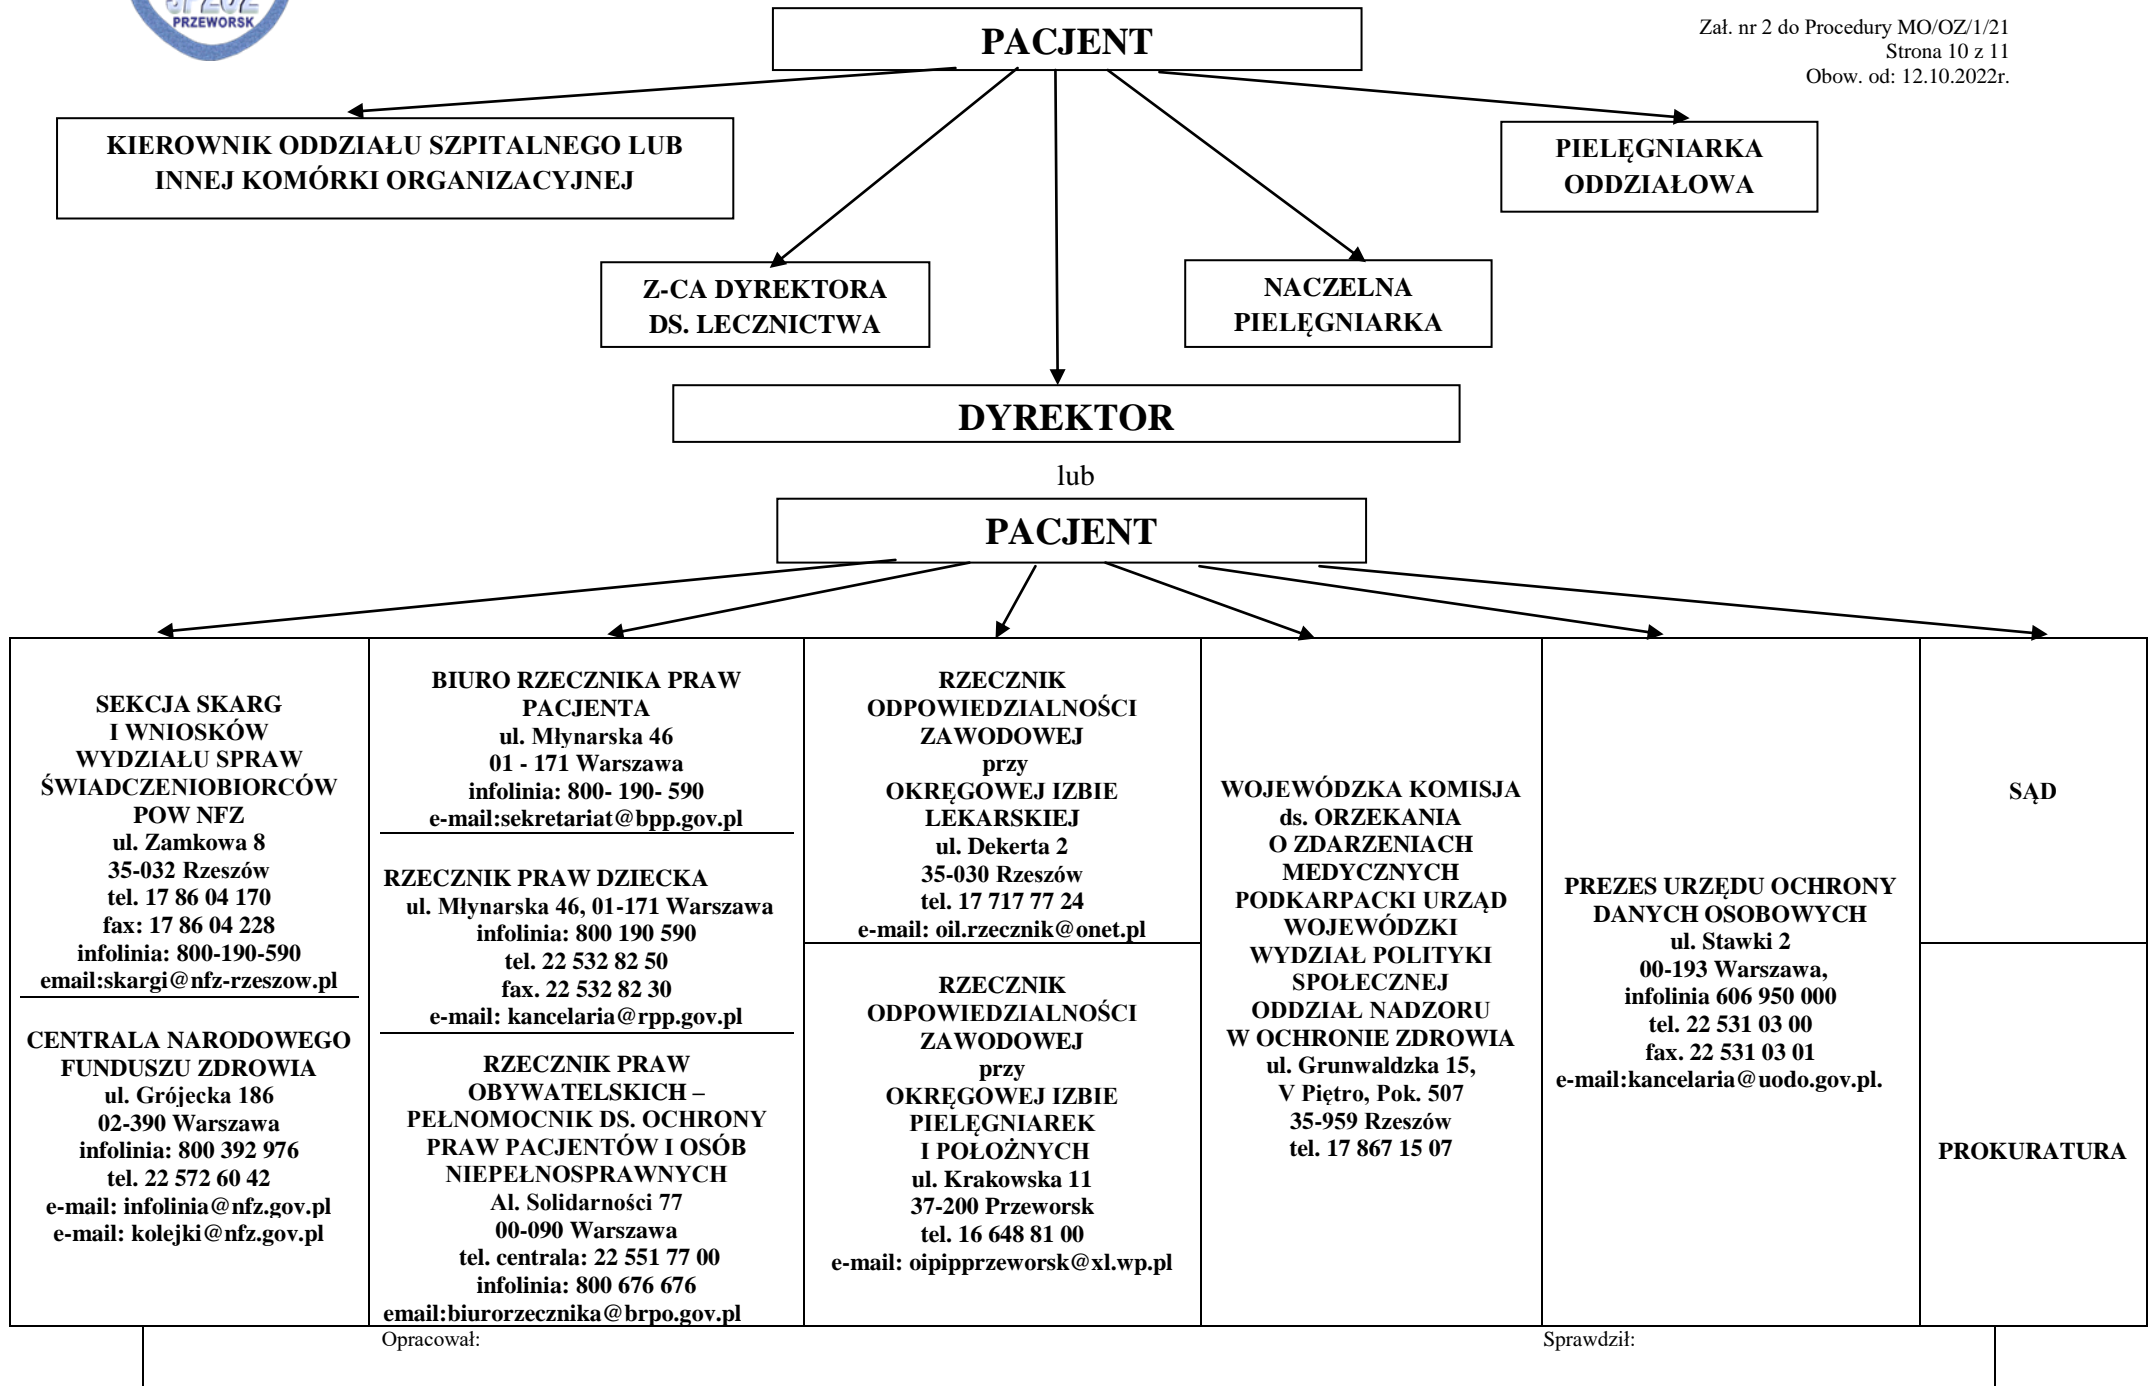 SPZOZ
PRZEWORSK
Zał. nr 2 do Procedury MO/OZ/1/21
Strona 10 z 11
Obow. od: 12.10.2022r.
PACJENT
KIEROWNIK ODDZIAŁU SZPITALNEGO LUB
INNEJ KOMÓRKI ORGANIZACYJNEJ
PIELĘGNIARKA
ODDZIAŁOWA
Z-CA DYREKTORA
DS. LECZNICTWA
NACZELNA
PIELĘGNIARKA
DYREKTOR
lub
PACJENT
SEKCJA SKARG
I WNIOSKÓW
WYDZIAŁU SPRAW
ŚWIADCZENIOBIORCÓW
POW NFZ
ul. Zamkowa 8
35-032 Rzeszów
tel. 17 86 04 170
fax: 17 86 04 228
infolinia: 800-190-590
email:skargi@nfz-rzeszow.pl
CENTRALA NARODOWEGO
FUNDUSZU ZDROWIA
ul. Grójecka 186
02-390 Warszawa
infolinia: 800 392 976
tel. 22 572 60 42
e-mail: infolinia@nfz.gov.pl
e-mail: kolejki@nfz.gov.pl
BIURO RZECZNIKA PRAW
PACJENTA
ul. Młynarska 46
01 - 171 Warszawa
infolinia: 800- 190- 590
e-mail:sekretariat@bpp.gov.pl
RZECZNIK PRAW DZIECKA
ul. Młynarska 46, 01-171 Warszawa
infolinia: 800 190 590
tel. 22 532 82 50
fax. 22 532 82 30
e-mail: kancelaria@rpp.gov.pl
RZECZNIK PRAW
OBYWATELSKICH –
PEŁNOMOCNIK DS. OCHRONY
PRAW PACJENTÓW I OSÓB
NIEPEŁNOSPRAWNYCH
Al. Solidarności 77
00-090 Warszawa
tel. centrala: 22 551 77 00
infolinia: 800 676 676
email:biurorzecznika@brpo.gov.pl
RZECZNIK
ODPOWIEDZIALNOŚCI
ZAWODOWEJ
przy
OKRĘGOWEJ IZBIE
LEKARSKIEJ
ul. Dekerta 2
35-030 Rzeszów
tel. 17 717 77 24
e-mail: oil.rzecznik@onet.pl
RZECZNIK
ODPOWIEDZIALNOŚCI
ZAWODOWEJ
przy
OKRĘGOWEJ IZBIE
PIELĘGNIAREK
I POŁOŻNYCH
ul. Krakowska 11
37-200 Przeworsk
tel. 16 648 81 00
e-mail: oipipprzeworsk@xl.wp.pl
WOJEWÓDZKA KOMISJA
ds. ORZEKANIA
O ZDARZENIACH
MEDYCZNYCH
PODKARPACKI URZĄD
WOJEWÓDZKI
WYDZIAŁ POLITYKI
SPOŁECZNEJ
ODDZIAŁ NADZORU
W OCHRONIE ZDROWIA
ul. Grunwaldzka 15,
V Piętro, Pok. 507
35-959 Rzeszów
tel. 17 867 15 07
PREZES URZĘDU OCHRONY
DANYCH OSOBOWYCH
ul. Stawki 2
00-193 Warszawa,
infolinia 606 950 000
tel. 22 531 03 00
fax. 22 531 03 01
e-mail:kancelaria@uodo.gov.pl.
SĄD
PROKURATURA
Opracował:
Sprawdził: